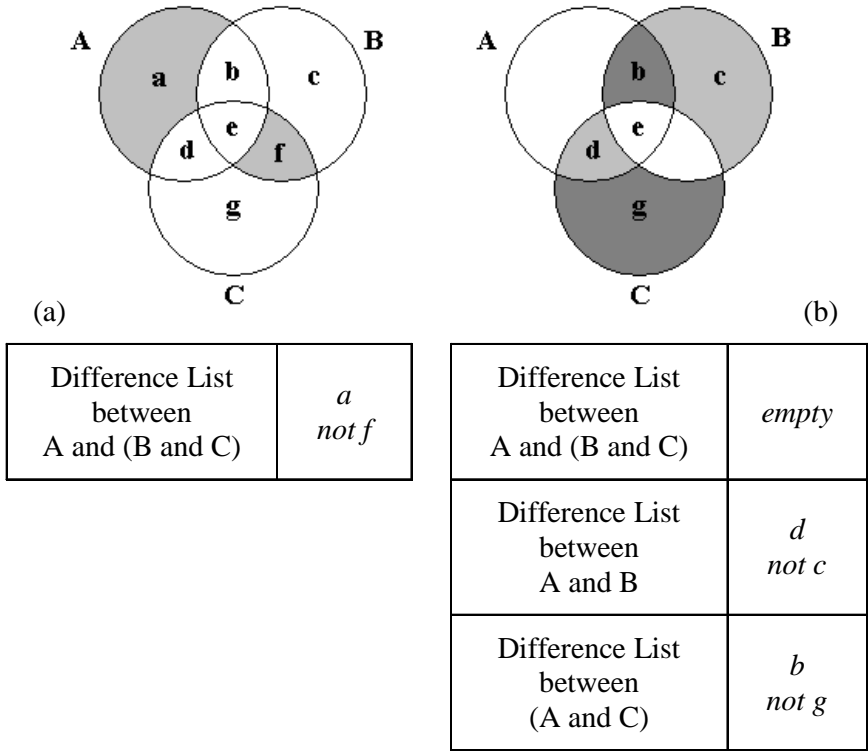 A
B
a
b
c
d
e
f
g
C
(a)
A
B
b
c
d
e
g
C
(b)
Difference List
between
A and (B and C)
a
not f
Difference List
between
A and (B and C)
empty
Difference List
between
A and B
d
not c
Difference List
between
(A and C)
b
not g